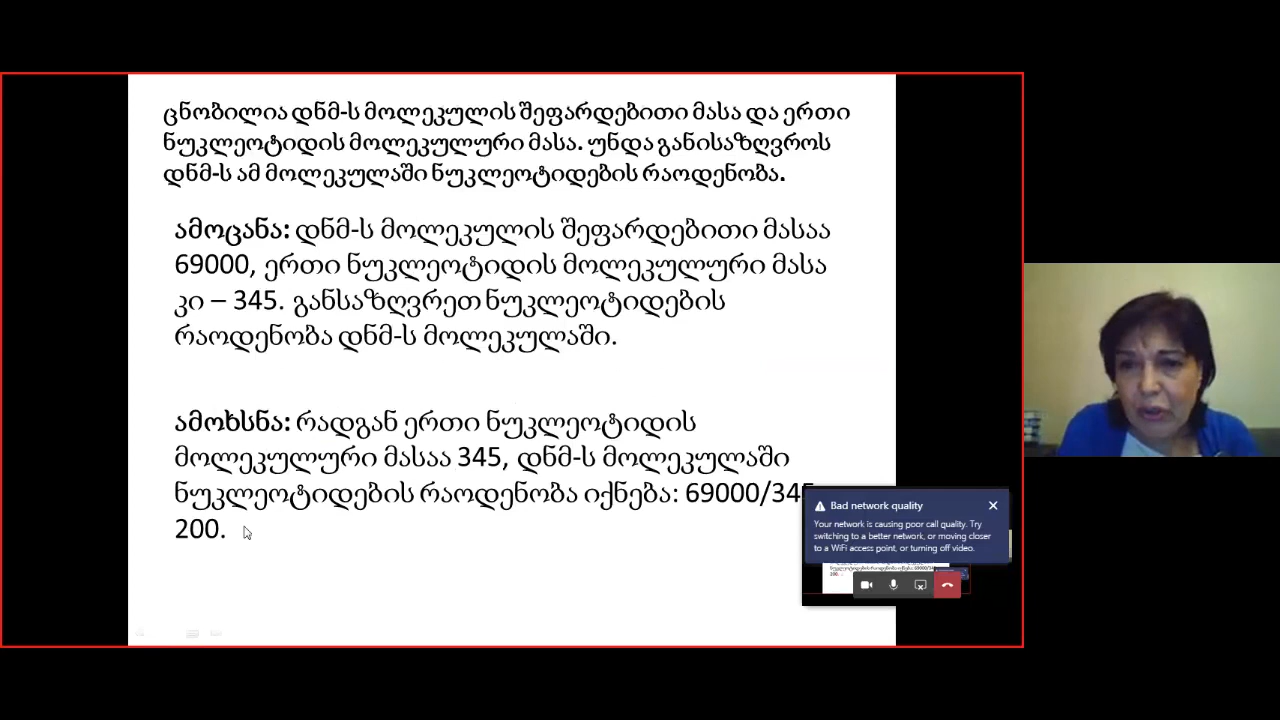 ცნობილია დნმ-ს მოლეკულის შეფარდებითი მასა და ერთი
ნუკლეოტიდის მოლეკულური მასა. უნდა განისაზღვროს
დნმ-ს ამ მოლეკულაში ნუკლეოტიდების რაოდენობა.
ამოცანა: დნმ-ს მოლეკულის შეფარდებითი მასაა
69000, ერთი ნუკლეოტიდის მოლეკულური მასა
კი – 345. განსაზღვრეთ ნუკლეოტიდების
რაოდენობა დნმ-ს მოლეკულაში.
ამოხსნა: რადგან ერთი ნუკლეოტიდის
მოლეკულური მასაა 345, დნმ-ს მოლეკულაში
ნუკლეოტიდების რაოდენობა იქნება: 69000/345
200.
Bad network quality
Your network is causing poor call quality. Try
switching to a better network, or moving closer
to a WiFi access point, or turning off video.